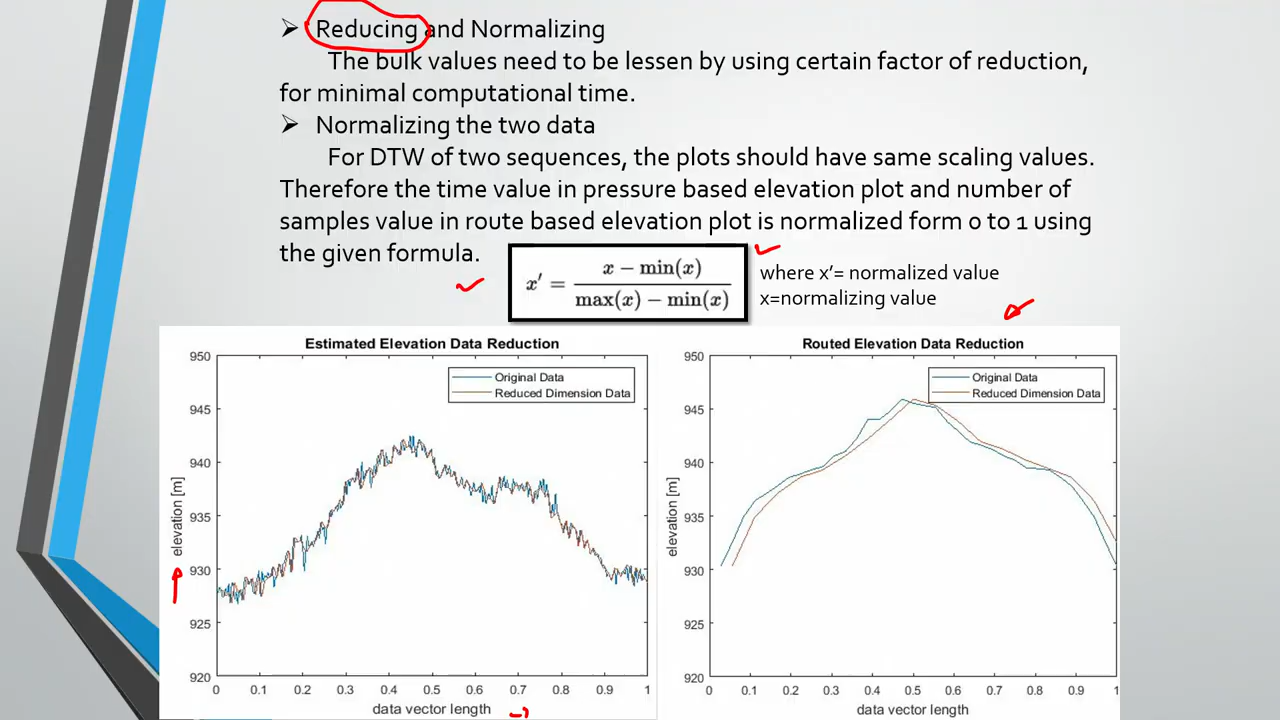 ➢ Reducing and Normalizing
The bulk values need to be lessen by using certain factor of reduction,
for minimal computational time.
➢ Normalizing the two data
For DTW of two sequences, the plots should have same scaling values.
Therefore the time value in pressure based elevation plot and number of
samples value in route based elevation plot is normalized form 0 to 1 using
the given formula.
x′ = (x − min(x)) / (max(x) − min(x))
where x'= normalized value
x=normalizing value
Estimated Elevation Data Reduction
Original Data
Reduced Dimension Data
elevation [m]
950
945
940
935
930
925
920
0 0.1 0.2 0.3 0.4 0.5 0.6 0.7 0.8 0.9 1
data vector length
Routed Elevation Data Reduction
Original Data
Reduced Dimension Data
elevation [m]
950
945
940
935
930
925
920
0 0.1 0.2 0.3 0.4 0.5 0.6 0.7 0.8 0.9 1
data vector length